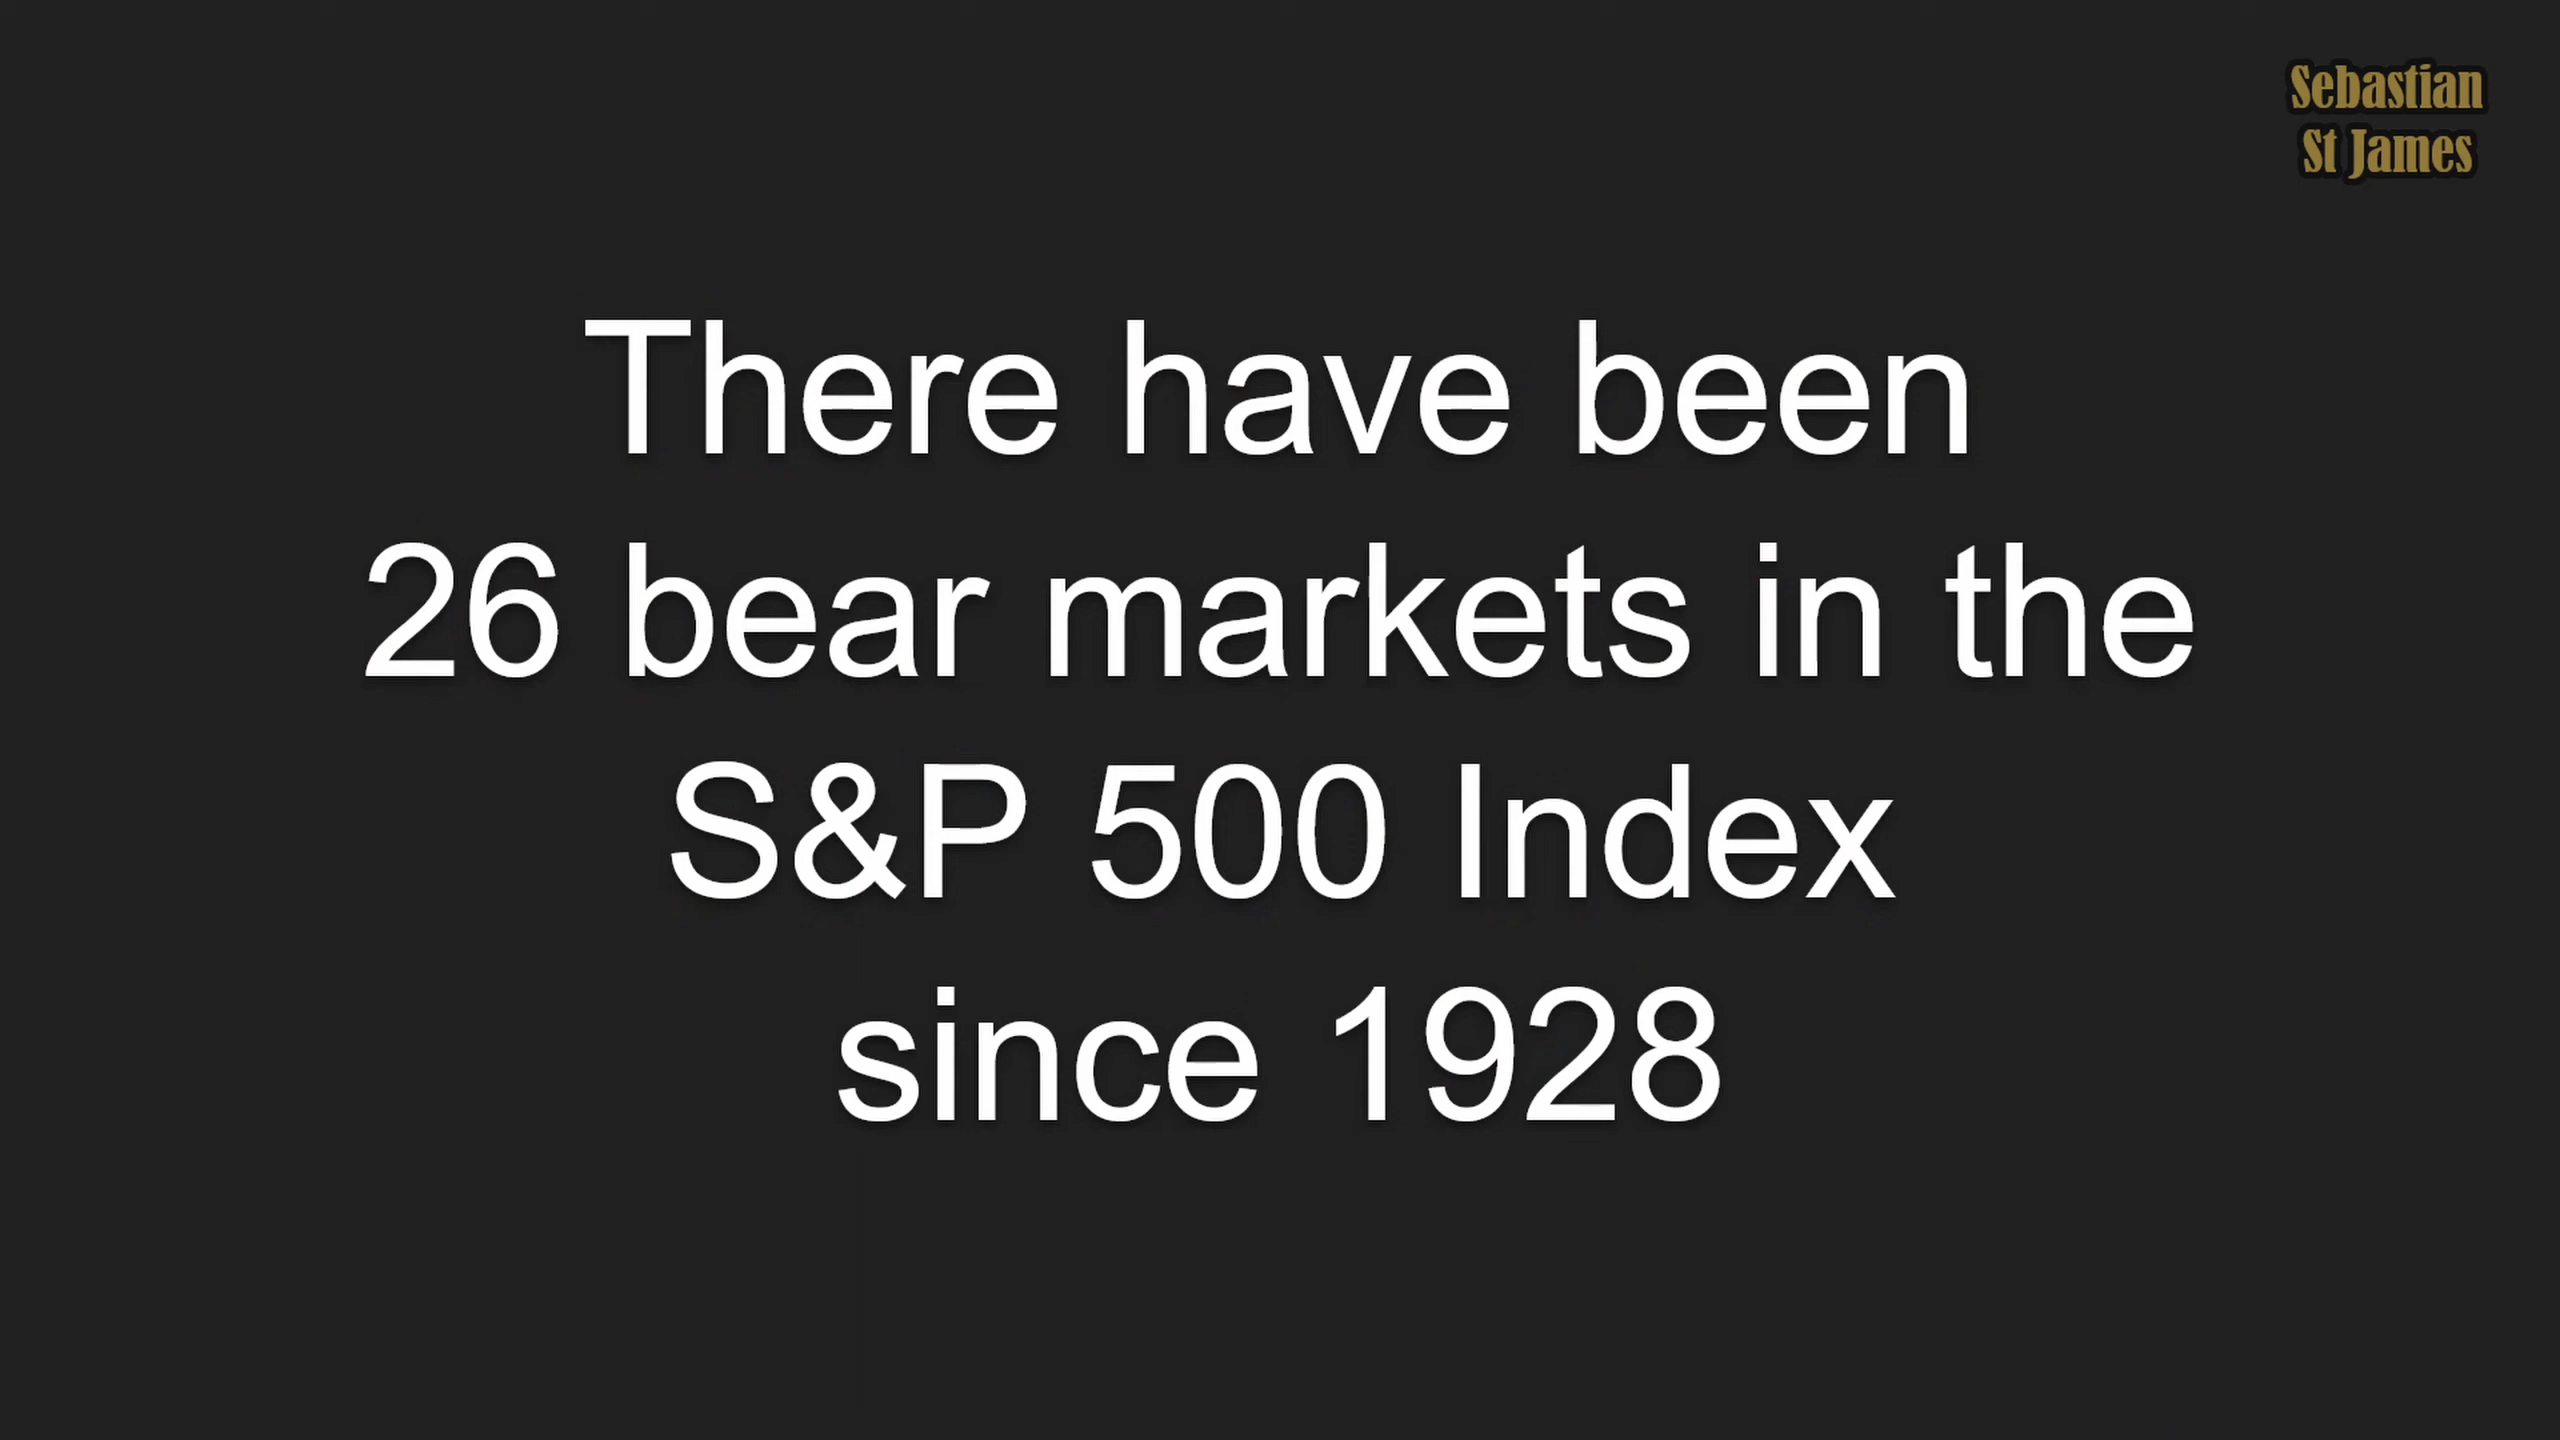 Sebastian
St James
There have been
26 bear markets in the
S&P 500 Index
since 1928